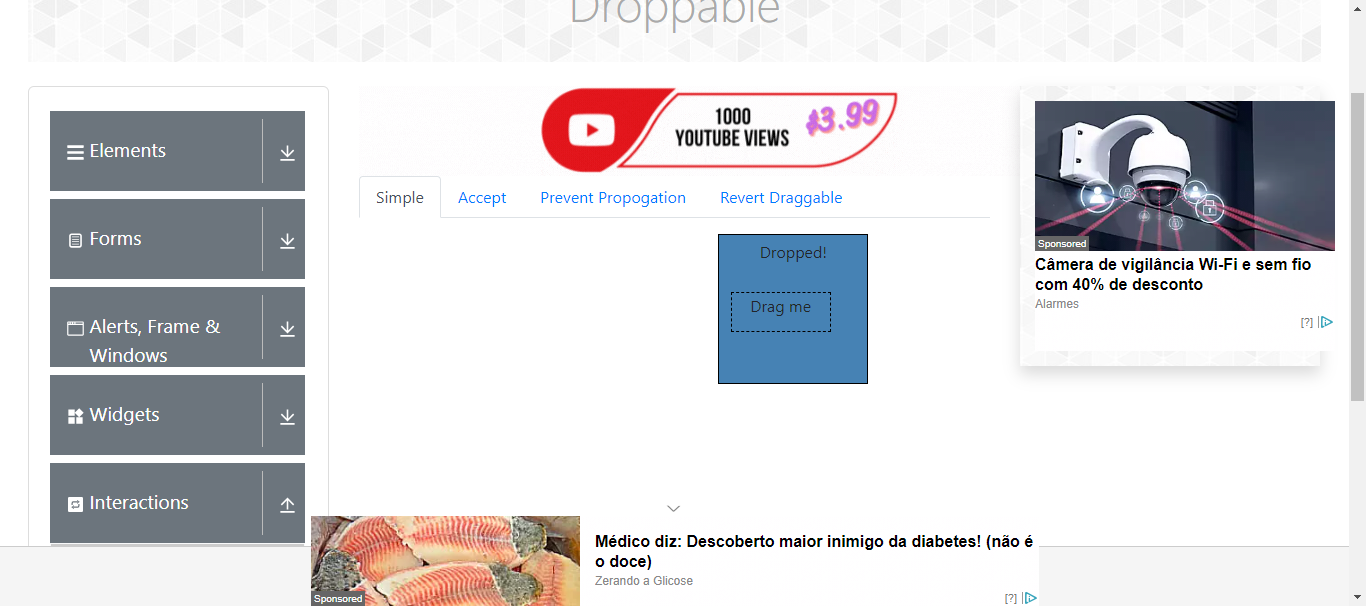 Droppable
Elements
Forms
Alerts, Frame &
Windows
Widgets
Interactions
1000
YOUTUBE VIEWS
$3.99
Simple
Accept
Prevent Propogation
Revert Draggable
Dropped!
Drag me
Sponsored
Câmera de vigilância Wi-Fi e sem fio
com 40% de desconto
Alarmes
[?]
Sponsored
Médico diz: Descoberto maior inimigo da diabetes! (não é
o doce)
Zerando a Glicose
[?]